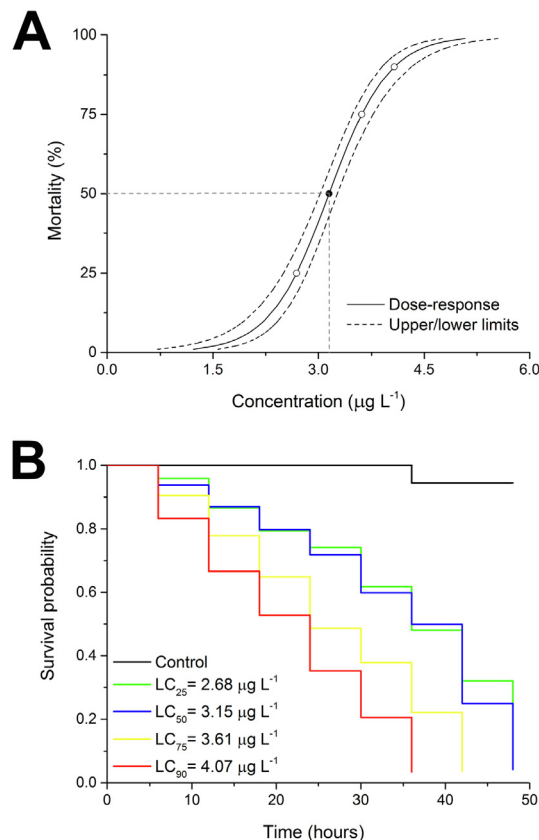 A
100
75
50
25
0
Mortality (%)
Dose-response
Upper/lower limits
0.0 1.5 3.0 4.5 6.0
Concentration (µg L⁻¹)
B
1.0
0.8
0.6
0.4
0.2
0.0
Survival probability
Control
LC₂₅= 2.68 µg L⁻¹
LC₅₀= 3.15 µg L⁻¹
LC₇₅= 3.61 µg L⁻¹
LC₉₀= 4.07 µg L⁻¹
0 10 20 30 40 50
Time (hours)